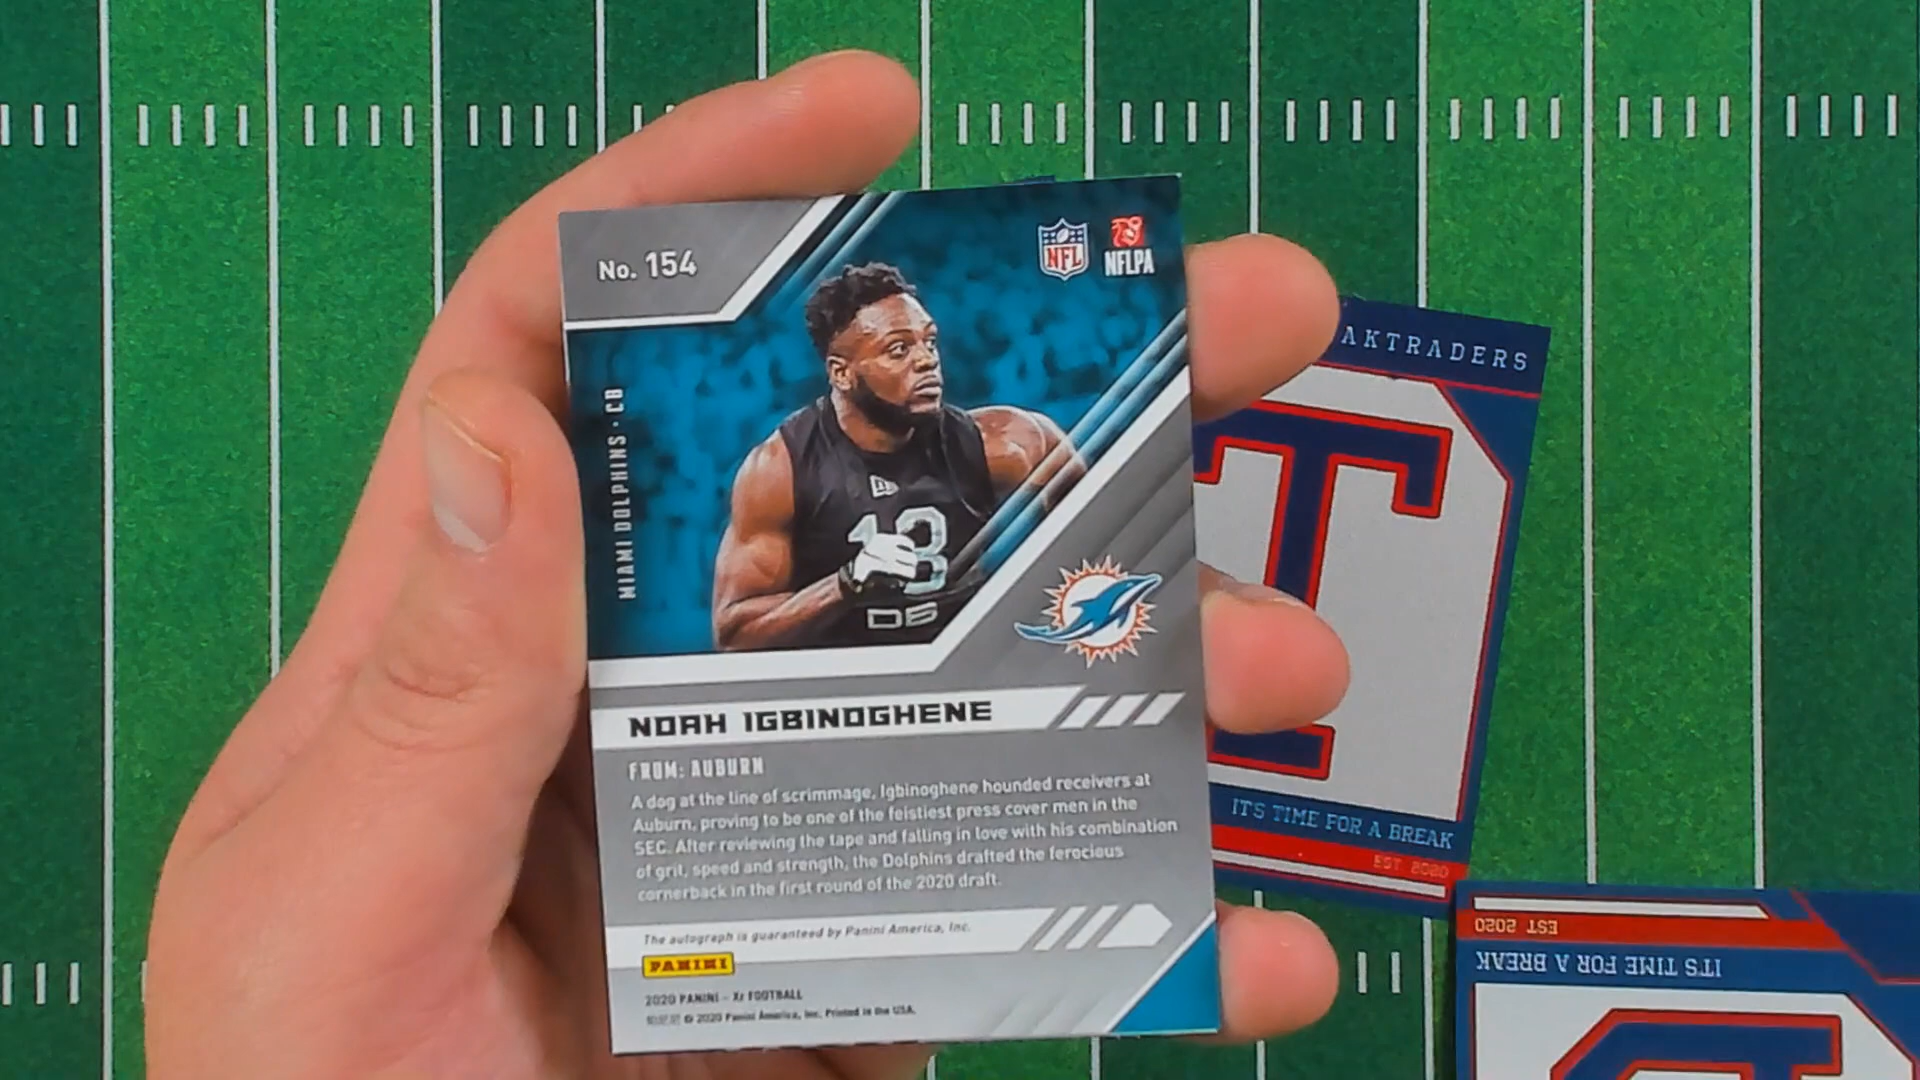 No. 154
NFL
NFLPA
MIAMI DOLPHINS · CB
18
DB
NOAH IGBINOGHENE
FROM: AUBURN
A dog at the line of scrimmage, Igbinoghene hounded receivers at
Auburn, proving to be one of the feistiest press cover men in the
SEC. After reviewing the tape and falling in love with his combination
of grit, speed and strength, the Dolphins drafted the ferocious
cornerback in the first round of the 2020 draft.
The autograph is guaranteed by Panini America, Inc.
PANINI
2020 PANINI - Xr FOOTBALL
© 2020 Panini America, Inc. Printed in the USA.
AKTRADERS
T
IT'S TIME FOR A BREAK
EST 2020
EST 2020
IT'S TIME FOR A BREAK